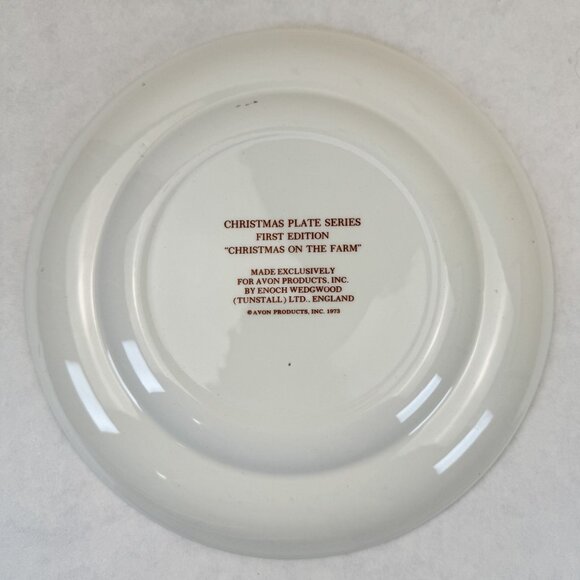 CHRISTMAS PLATE SERIES
FIRST EDITION
"CHRISTMAS ON THE FARM"
MADE EXCLUSIVELY
FOR AVON PRODUCTS, INC.
BY ENOCH WEDGWOOD
(TUNSTALL) LTD., ENGLAND
© AVON PRODUCTS, INC. 1973